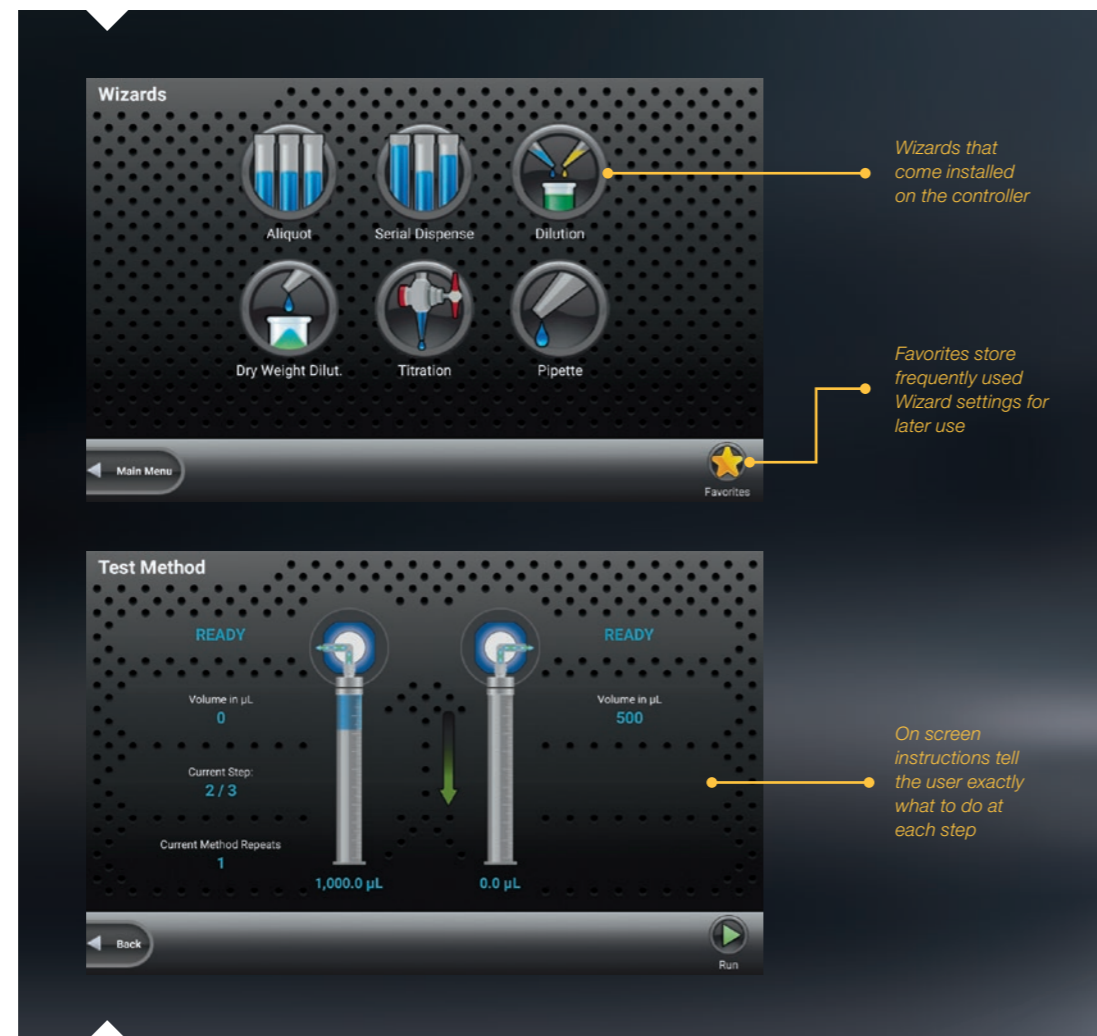 Wizards
Aliquot
Serial Dispense
Dilution
Dry Weight Dilut.
Titration
Pipette
Main Menu
Favorites
Wizards that
come installed
on the controller
Favorites store
frequently used
Wizard settings for
later use
Test Method
READY
READY
Volume in µL
0
Volume in µL
500
Current Step:
2 / 3
Current Method Repeats
1
1,000.0 µL
0.0 µL
Back
Run
On screen
instructions tell
the user exactly
what to do at
each step